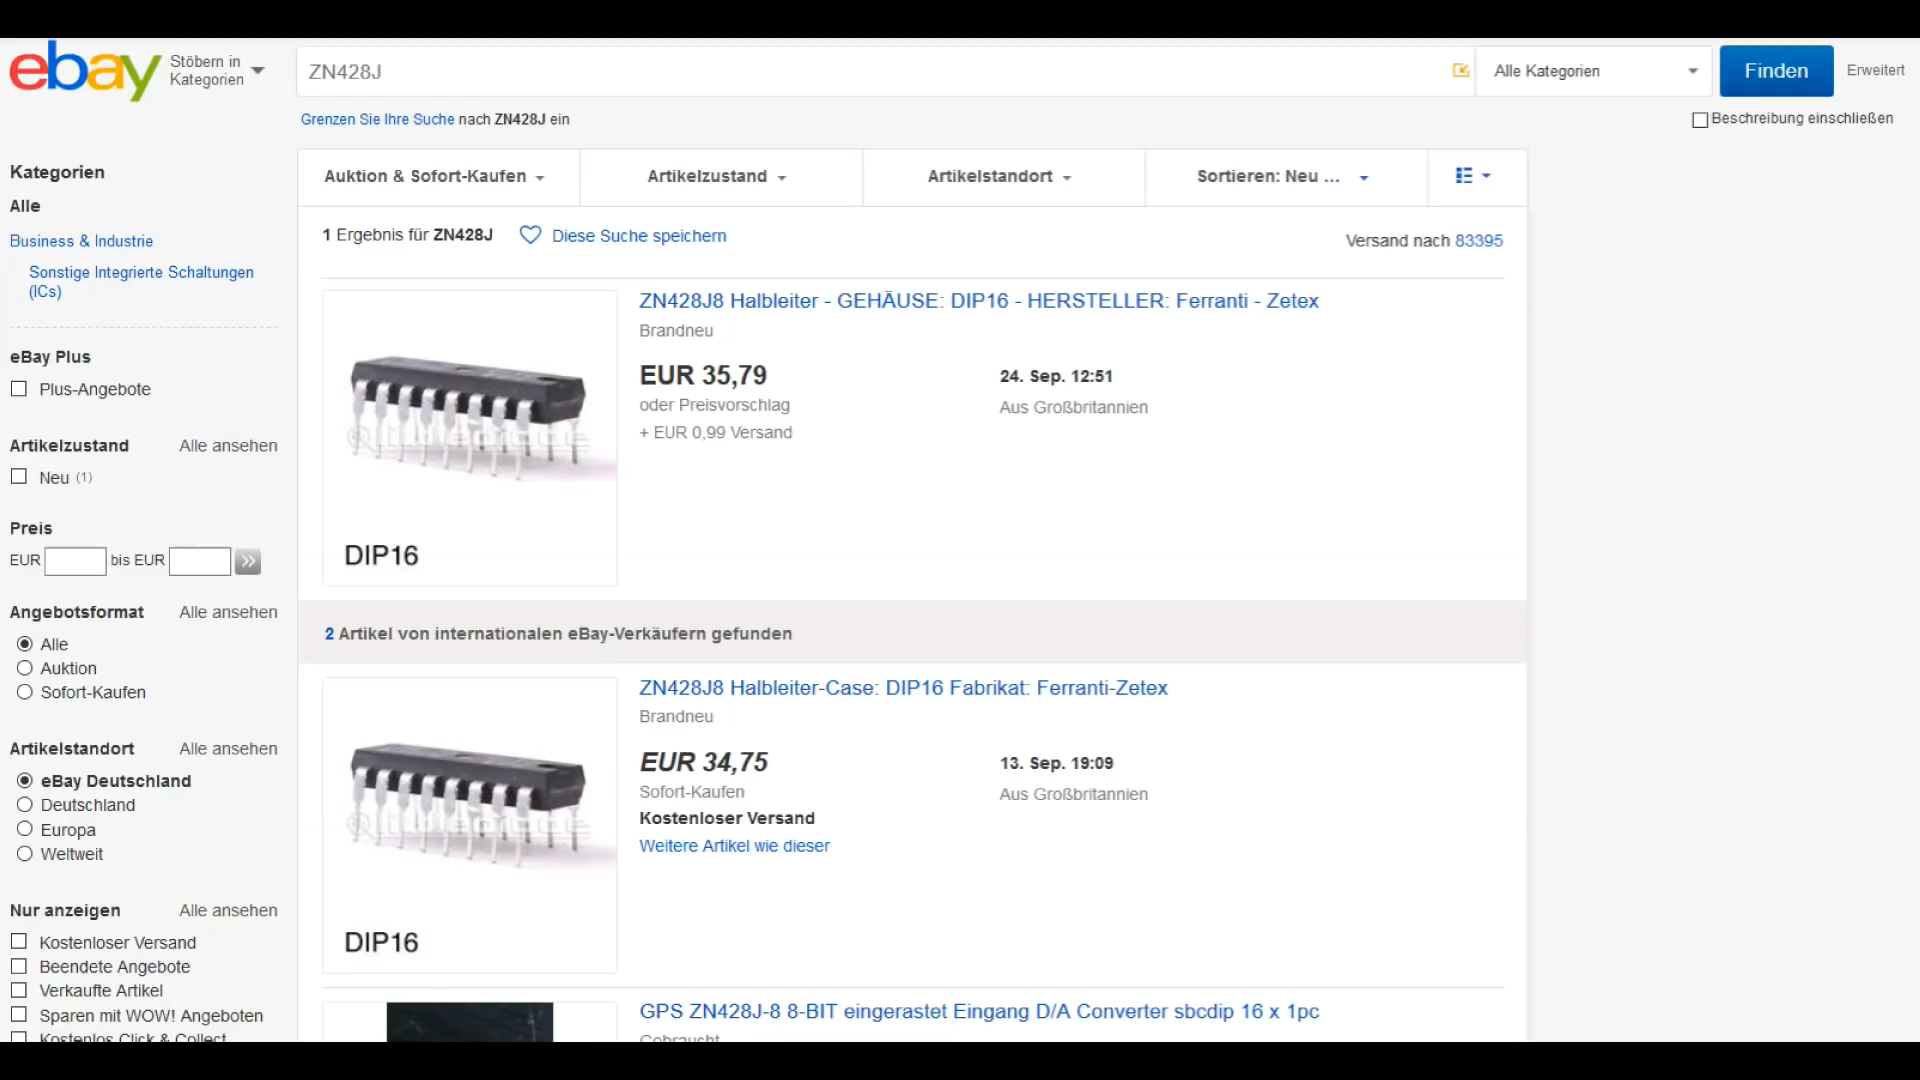 ebay
Stöbern in
Kategorien
ZN428J
Alle Kategorien
Finden
Erweitert
Grenzen Sie Ihre Suche nach ZN428J ein
Beschreibung einschließen
Kategorien
Alle
Business & Industrie
Sonstige Integrierte Schaltungen
(ICs)
eBay Plus
Plus-Angebote
Artikelzustand Alle ansehen
Neu (1)
Preis
EUR bis EUR
Angebotsformat Alle ansehen
Alle
Auktion
Sofort-Kaufen
Artikelstandort Alle ansehen
eBay Deutschland
Deutschland
Europa
Weltweit
Nur anzeigen Alle ansehen
Kostenloser Versand
Beendete Angebote
Verkaufte Artikel
Sparen mit WOW! Angeboten
Kostenlos Click & Collect
Auktion & Sofort-Kaufen
Artikelzustand
Artikelstandort
Sortieren: Neu ...
1 Ergebnis für ZN428J
Diese Suche speichern
Versand nach 83395
DIP16
ZN428J8 Halbleiter - GEHÄUSE: DIP16 - HERSTELLER: Ferranti - Zetex
Brandneu
EUR 35,79
oder Preisvorschlag
+ EUR 0,99 Versand
24. Sep. 12:51
Aus Großbritannien
2 Artikel von internationalen eBay-Verkäufern gefunden
DIP16
ZN428J8 Halbleiter-Case: DIP16 Fabrikat: Ferranti-Zetex
Brandneu
EUR 34,75
Sofort-Kaufen
Kostenloser Versand
Weitere Artikel wie dieser
13. Sep. 19:09
Aus Großbritannien
GPS ZN428J-8 8-BIT eingerastet Eingang D/A Converter sbcdip 16 x 1pc
Gebraucht